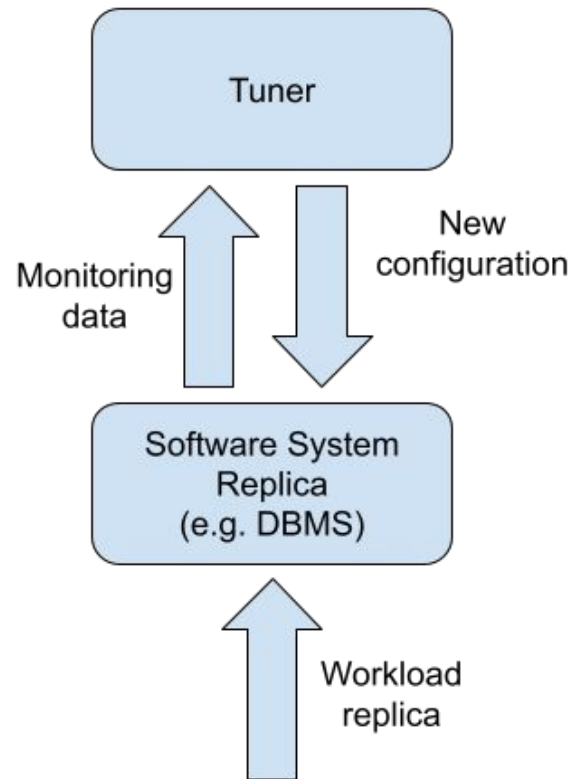 Tuner
Monitoring
data
New
configuration
Software System
Replica
(e.g. DBMS)
Workload
replica